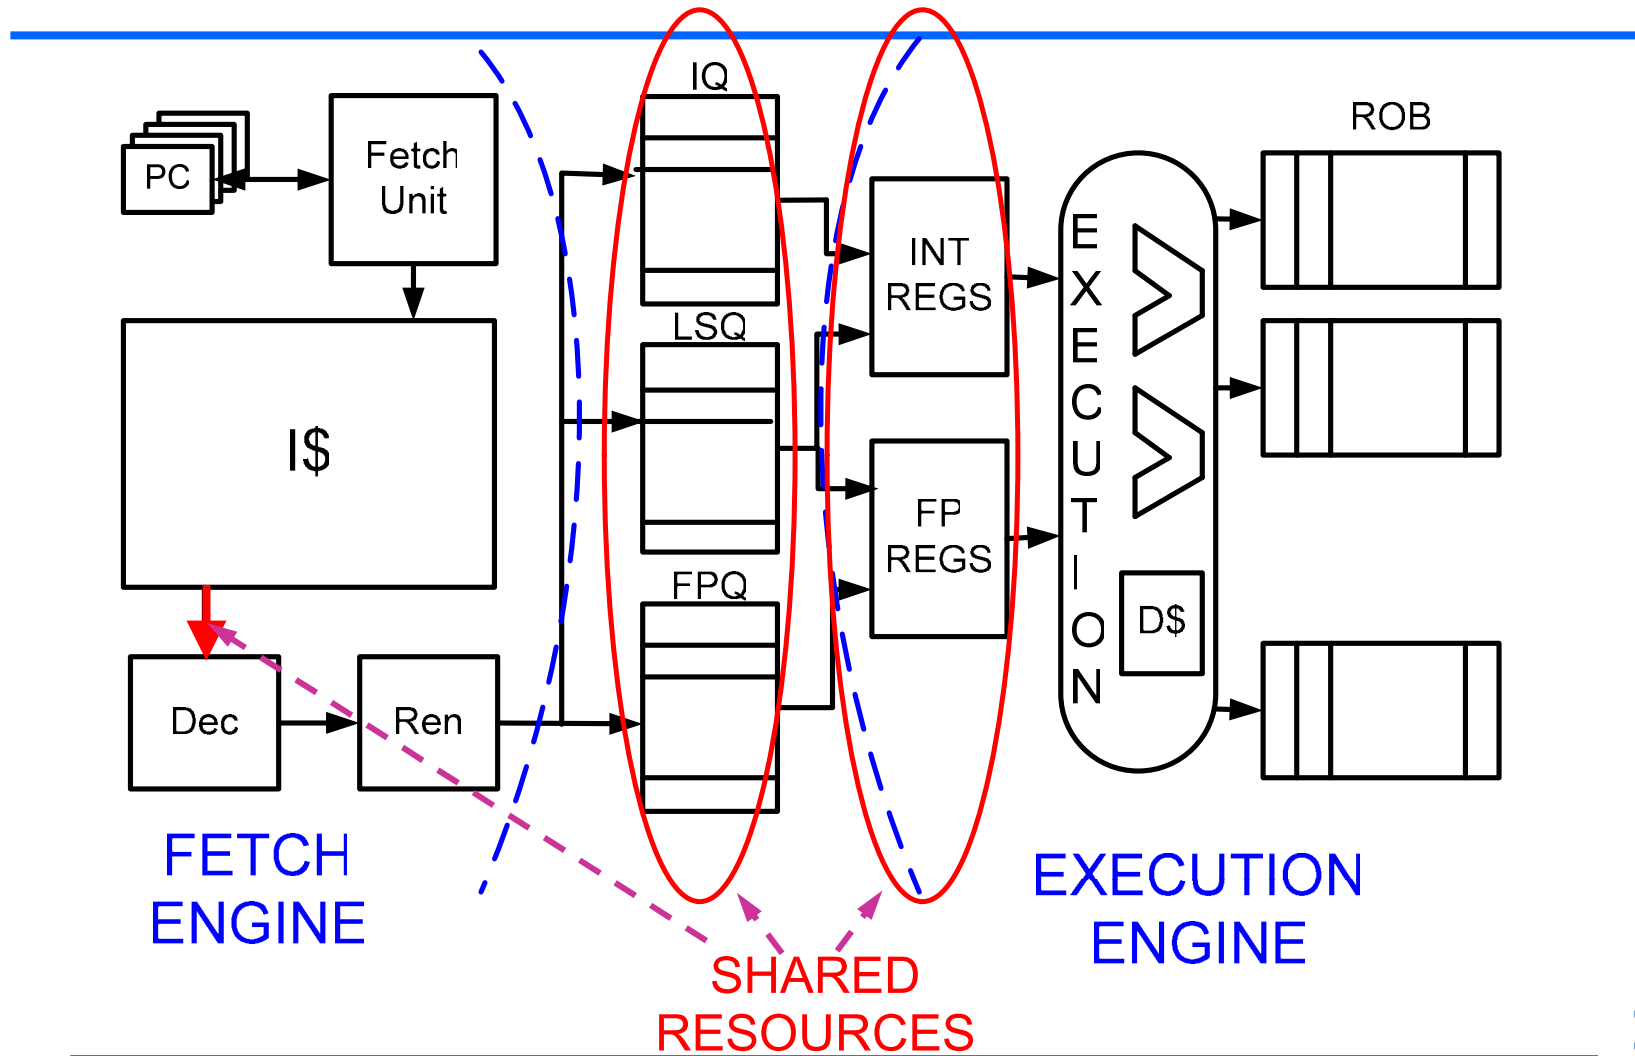 IQ
ROB
Fetch
Unit
PC
INT
REGS
LSQ
I$
FP
REGS
EXECUTION
D$
FPQ
Dec
Ren
FETCH
ENGINE
EXECUTION
ENGINE
SHARED
RESOURCES